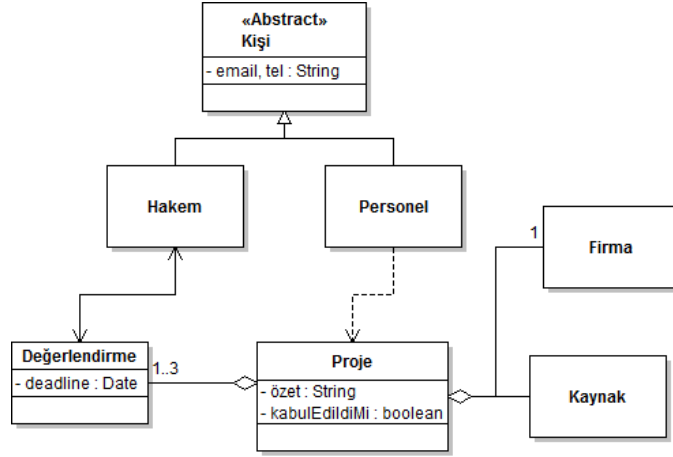 «Abstract»
Kişi
- email, tel : String
Hakem
Personel
1
Firma
Değerlendirme
- deadline : Date
1..3
Proje
- özet : String
- kabulEdildiMi : boolean
Kaynak